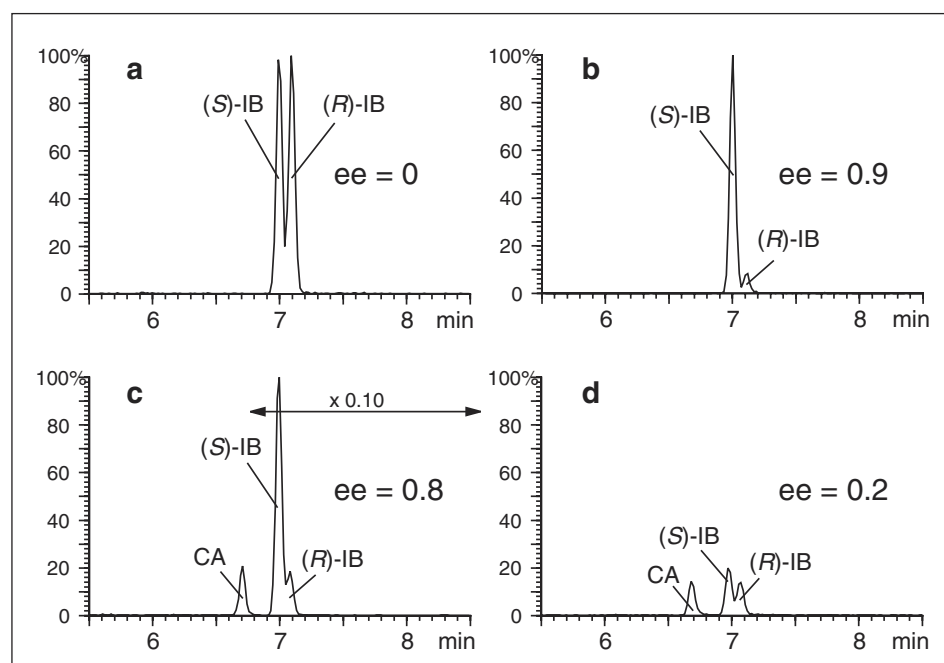 100%
a
(S)-IB
(R)-IB
80
60
ee = 0
40
20
0
6
7
8
min
100%
b
80
(S)-IB
60
ee = 0.9
40
(R)-IB
20
0
6
7
8
min
100%
c
x 0.10
80
(S)-IB
60
ee = 0.8
40
CA
(R)-IB
20
0
6
7
8
min
100%
d
80
60
ee = 0.2
40
(S)-IB
(R)-IB
CA
20
0
6
7
8
min